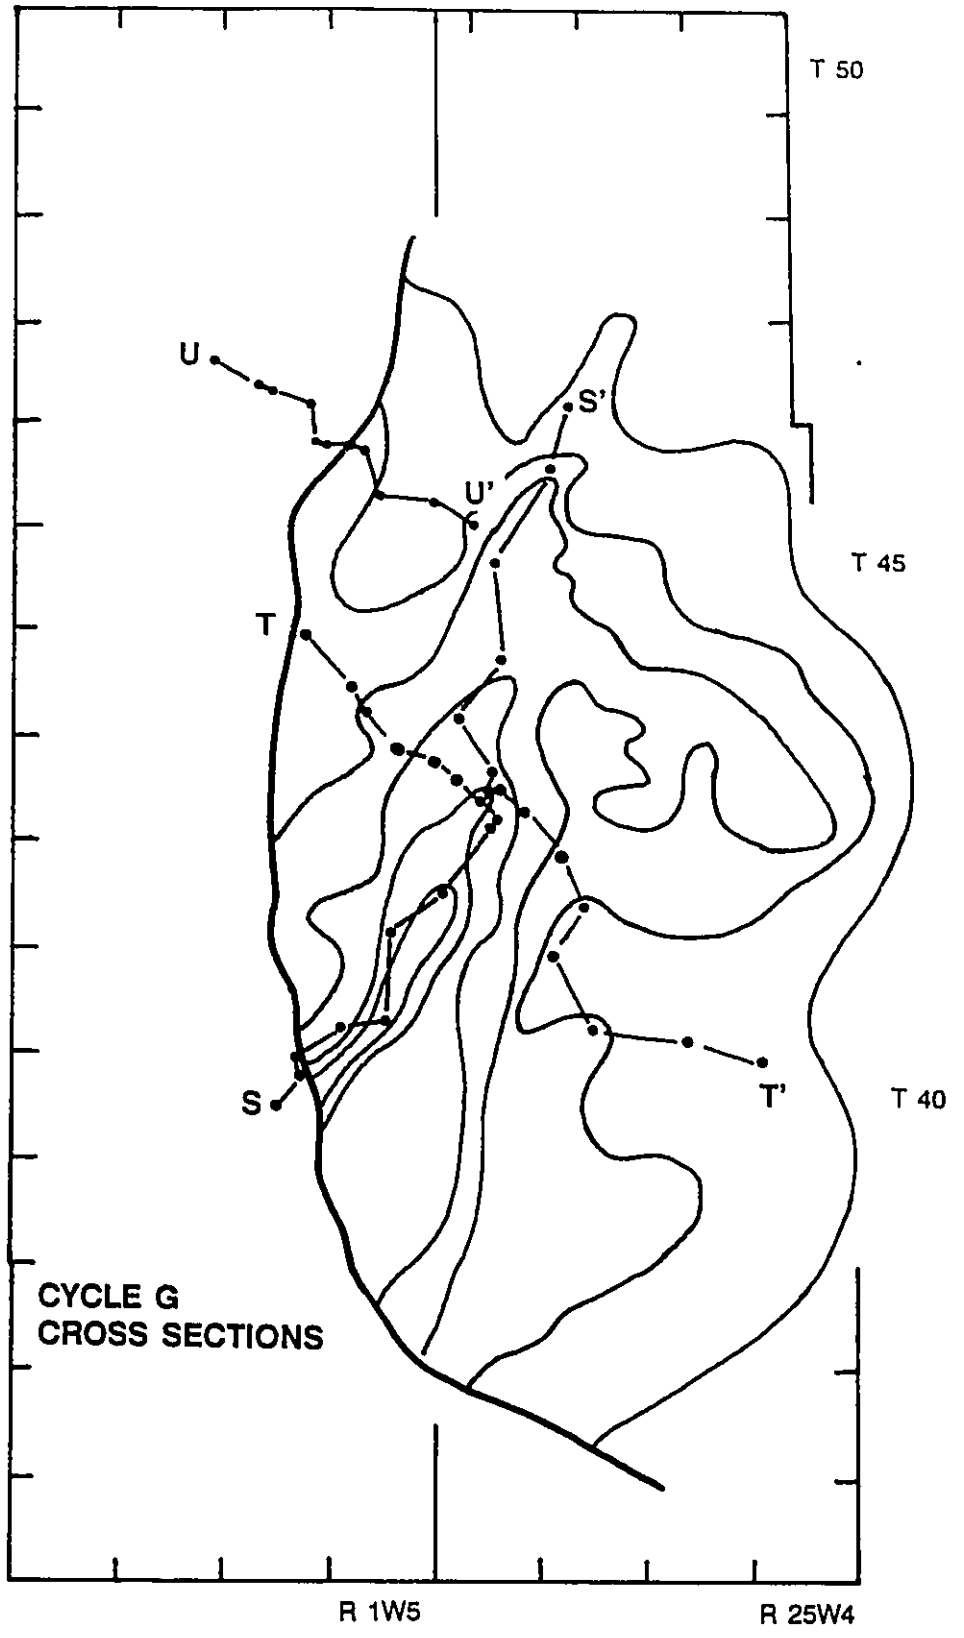 T 50
U
S'
U'
T 45
T
S
T'
T 40
CYCLE G
CROSS SECTIONS
R 1W5
R 25W4